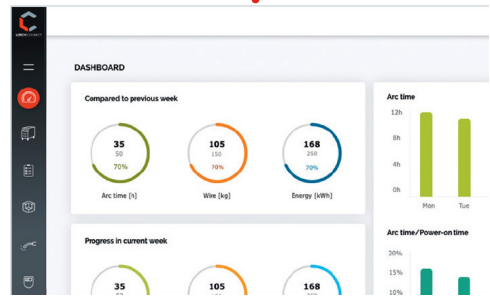 LORCHCONNECT
DASHBOARD
Compared to previous week
35
50
70%
Arc time [h]
105
150
70%
Wire [kg]
168
250
70%
Energy [kWh]
Arc time
12h
8h
4h
0h
Mon
Tue
Progress in current week
35
105
168
Arc time/Power-on time
20%
15%
10%